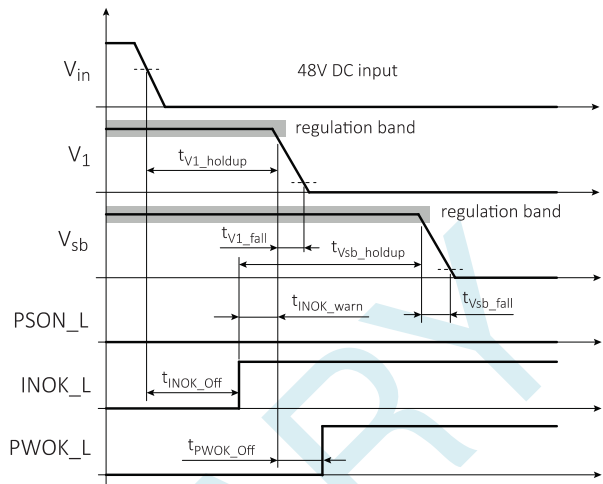 V_in
48V DC input
regulation band
V_1
t_V1_holdup
regulation band
V_sb
t_V1_fall
t_Vsb_holdup
t_INOK_warn
t_Vsb_fall
PSON_L
INOK_L
t_INOK_Off
PWOK_L
t_PWOK_Off